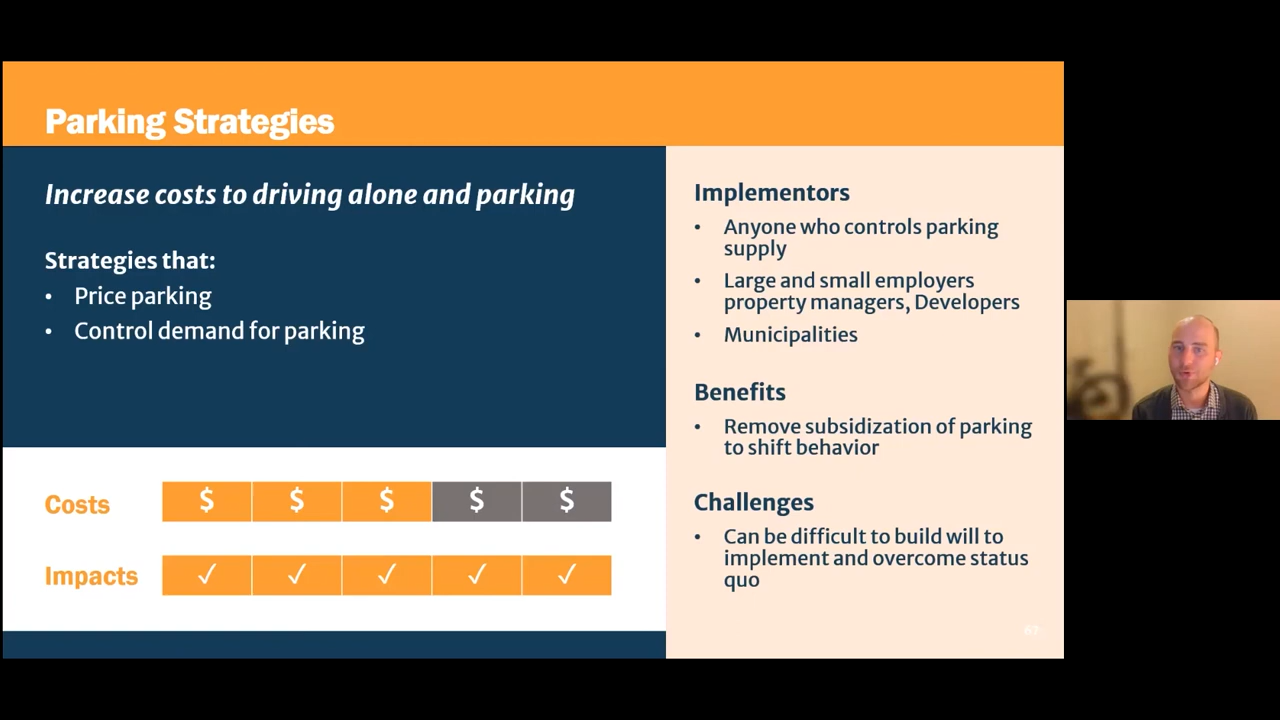 Parking Strategies
Increase costs to driving alone and parking
Strategies that:
• Price parking
• Control demand for parking
Costs $ $ $ $ $
Impacts ✓ ✓ ✓ ✓ ✓
Implementors
• Anyone who controls parking
supply
• Large and small employers
property managers, Developers
• Municipalities
Benefits
• Remove subsidization of parking
to shift behavior
Challenges
• Can be difficult to build will to
implement and overcome status
quo